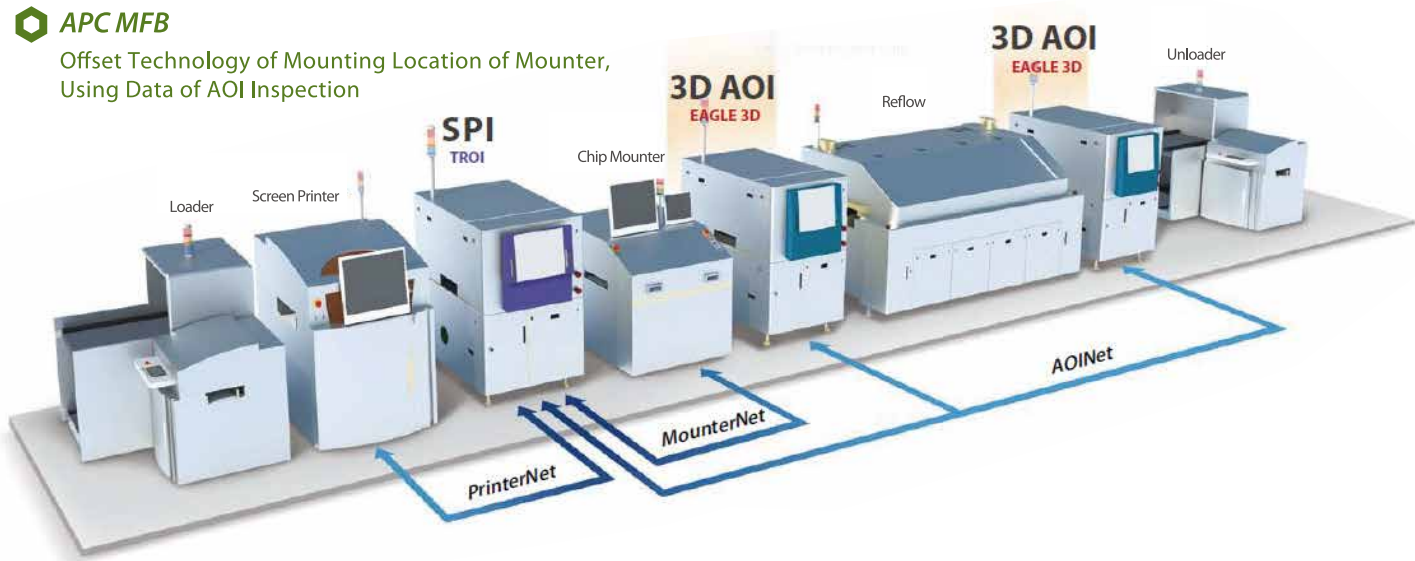 APC MFB
Offset Technology of Mounting Location of Mounter,
Using Data of AOI Inspection
Loader
Screen Printer
SPI
TROI
Chip Mounter
3D AOI
EAGLE 3D
Reflow
3D AOI
EAGLE 3D
Unloader
PrinterNet
MounterNet
AOINet